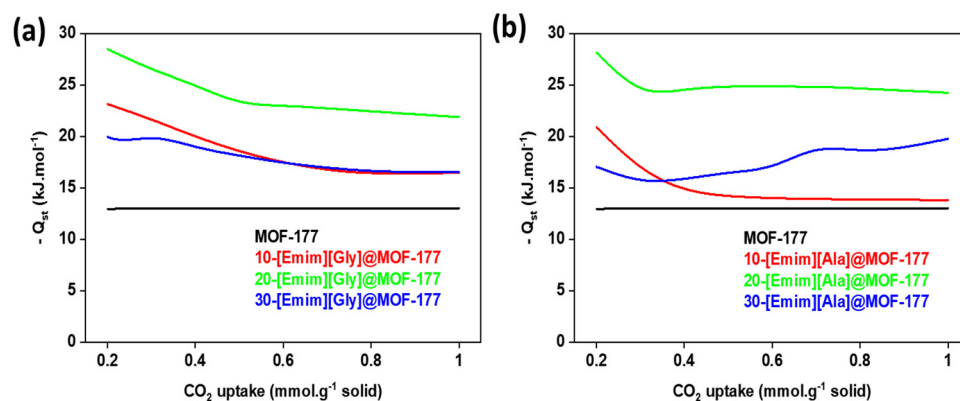 (a)
30
25
20
15
10
5
0
- Qst (kJ.mol-1)
MOF-177
10-[Emim][Gly]@MOF-177
20-[Emim][Gly]@MOF-177
30-[Emim][Gly]@MOF-177
0.2 0.4 0.6 0.8 1
CO2 uptake (mmol.g-1 solid)
(b)
30
25
20
15
10
5
0
- Qst (kJ.mol-1)
MOF-177
10-[Emim][Ala]@MOF-177
20-[Emim][Ala]@MOF-177
30-[Emim][Ala]@MOF-177
0.2 0.4 0.6 0.8 1
CO2 uptake (mmol.g-1 solid)